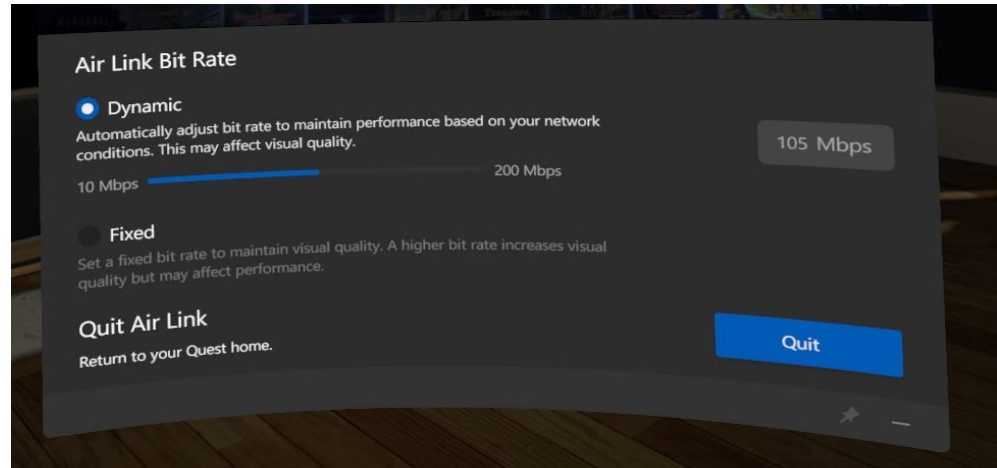 Treasure
Air Link Bit Rate
Dynamic
Automatically adjust bit rate to maintain performance based on your network
conditions. This may affect visual quality.
105 Mbps
10 Mbps
200 Mbps
Fixed
Set a fixed bit rate to maintain visual quality. A higher bit rate increases visual
quality but may affect performance.
Quit Air Link
Return to your Quest home.
Quit